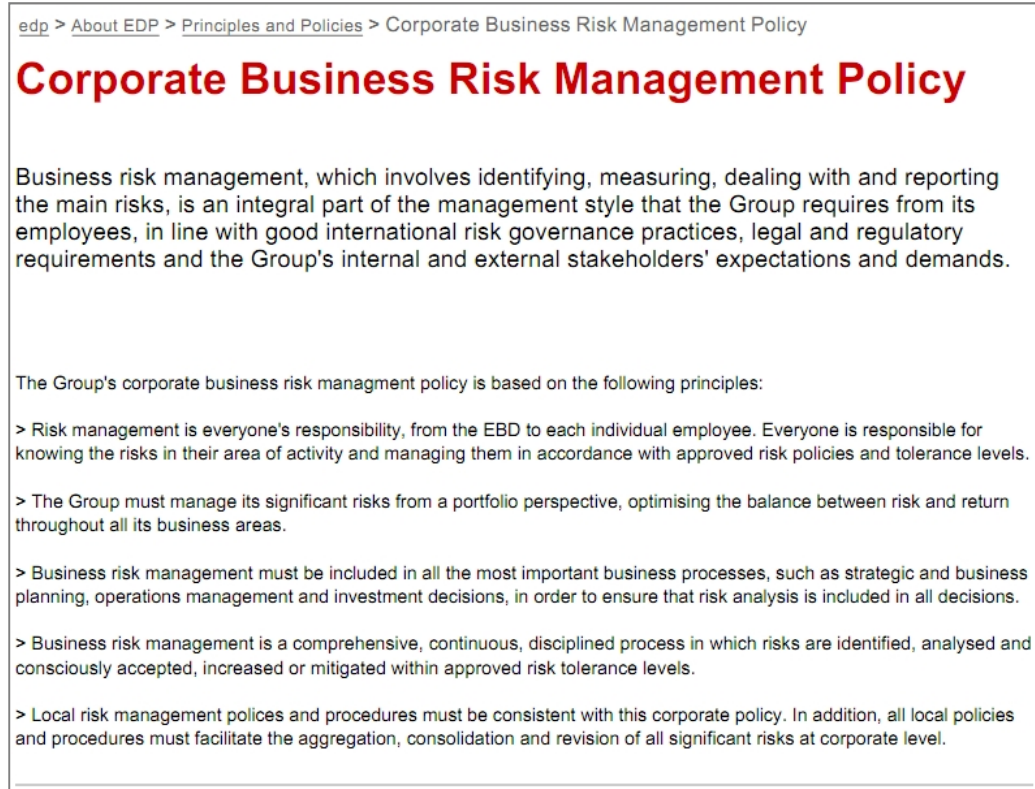 edp > About EDP > Principles and Policies > Corporate Business Risk Management Policy
Corporate Business Risk Management Policy
Business risk management, which involves identifying, measuring, dealing with and reporting
the main risks, is an integral part of the management style that the Group requires from its
employees, in line with good international risk governance practices, legal and regulatory
requirements and the Group's internal and external stakeholders' expectations and demands.
The Group's corporate business risk managment policy is based on the following principles:
> Risk management is everyone's responsibility, from the EBD to each individual employee. Everyone is responsible for
knowing the risks in their area of activity and managing them in accordance with approved risk policies and tolerance levels.
> The Group must manage its significant risks from a portfolio perspective, optimising the balance between risk and return
throughout all its business areas.
> Business risk management must be included in all the most important business processes, such as strategic and business
planning, operations management and investment decisions, in order to ensure that risk analysis is included in all decisions.
> Business risk management is a comprehensive, continuous, disciplined process in which risks are identified, analysed and
consciously accepted, increased or mitigated within approved risk tolerance levels.
> Local risk management polices and procedures must be consistent with this corporate policy. In addition, all local policies
and procedures must facilitate the aggregation, consolidation and revision of all significant risks at corporate level.